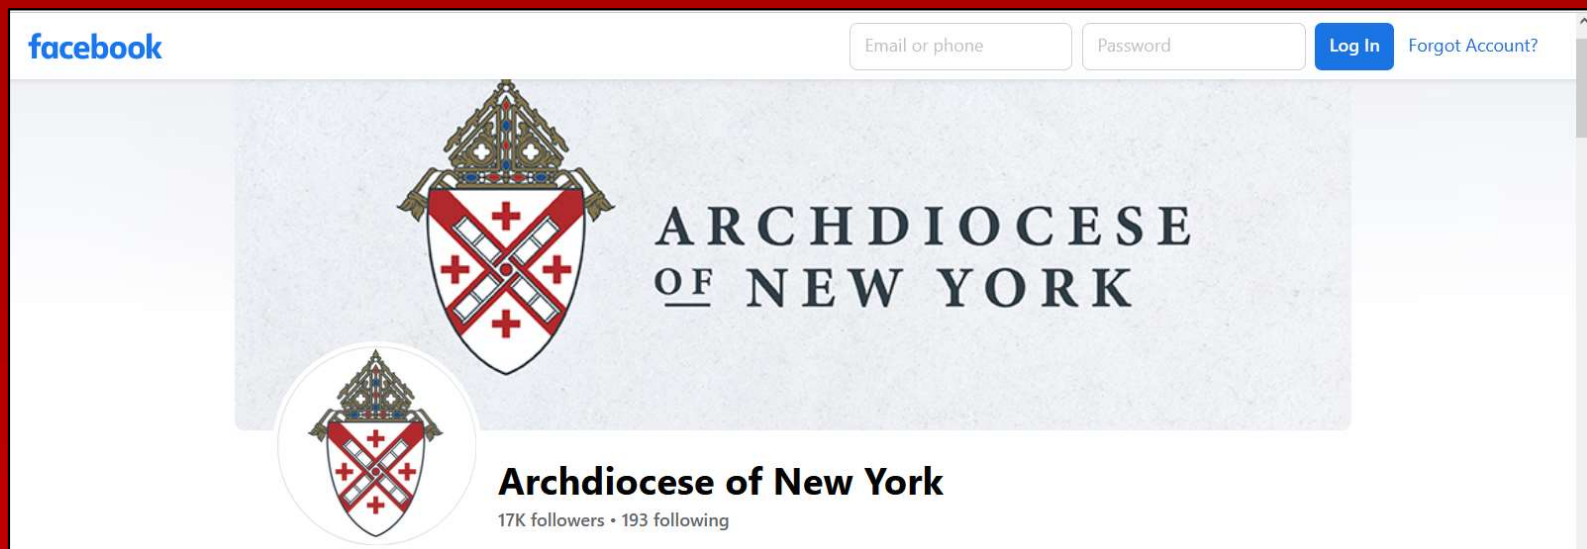 facebook
Email or phone
Password
Log In
Forgot Account?
ARCHDIOCESE
OF NEW YORK
Archdiocese of New York
17K followers • 193 following